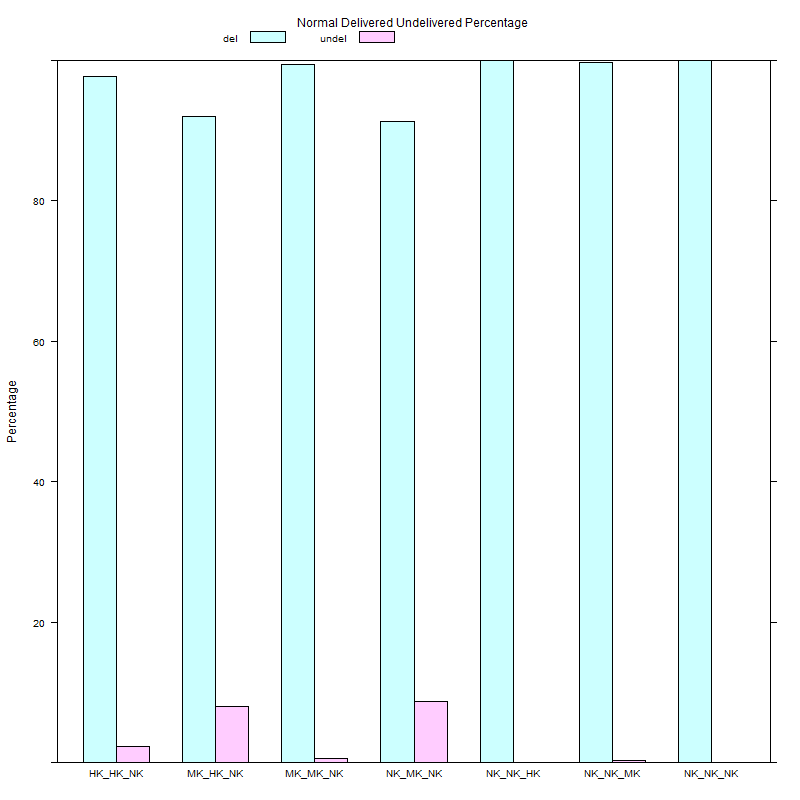 Normal Delivered Undelivered Percentage
del undel
80
60
Percentage
40
20
HK_HK_NK MK_HK_NK MK_MK_NK NK_MK_NK NK_NK_HK NK_NK_MK NK_NK_NK